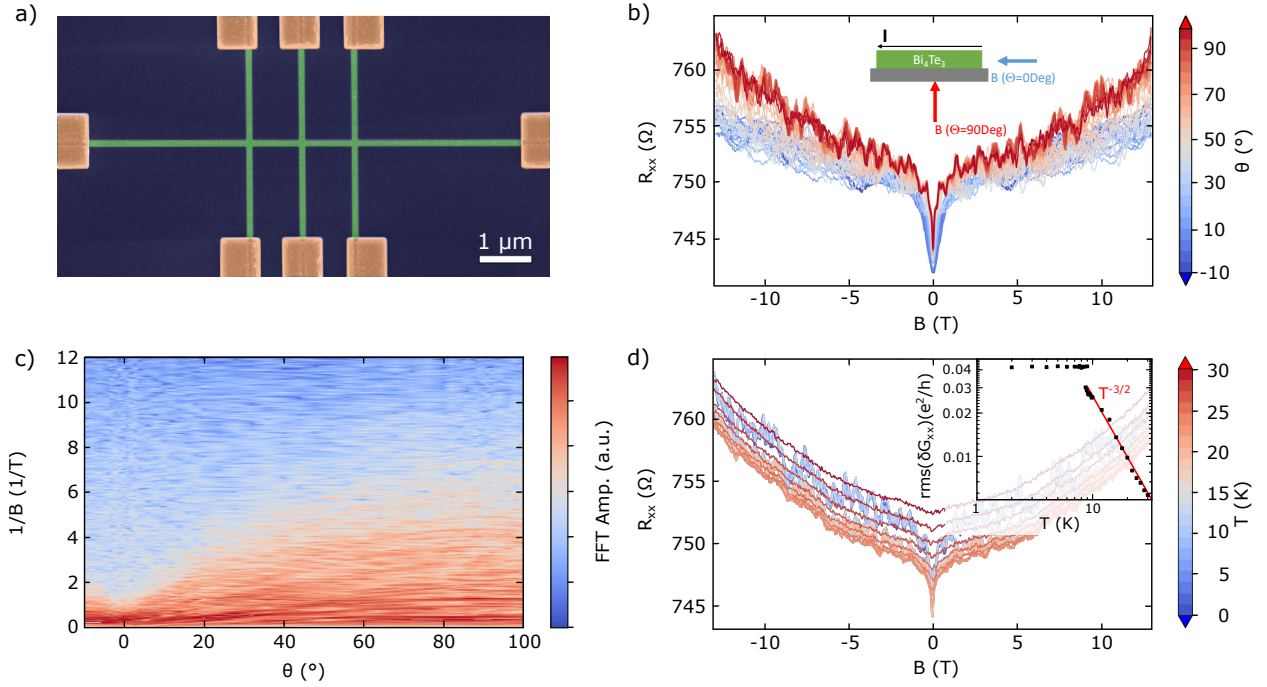 a)
1 μm
b)
I
Bi₄Te₃
B (Θ=0Deg)
B (Θ=90Deg)
760
755
750
745
Rₓₓ (Ω)
-10
-5
0
5
10
B (T)
90
70
50
30
10
-10
θ (°)
c)
12
10
8
6
4
2
0
1/B (1/T)
0
20
40
60
80
100
θ (°)
FFT Amp. (a.u.)
d)
760
755
750
745
Rₓₓ (Ω)
-10
-5
0
5
10
B (T)
0.04
0.03
0.02
0.01
rms(δGₓₓ)(e²/h)
T⁻³ᐟ²
1
10
T (K)
30
25
20
15
10
5
0
T (K)